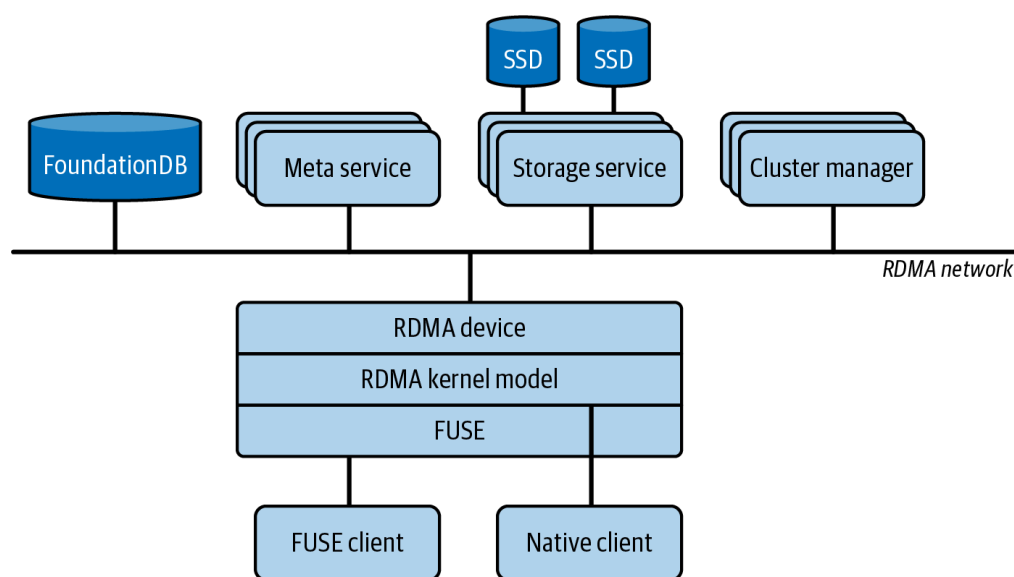 SSD
SSD
FoundationDB
Meta service
Storage service
Cluster manager
RDMA network
RDMA device
RDMA kernel model
FUSE
FUSE client
Native client